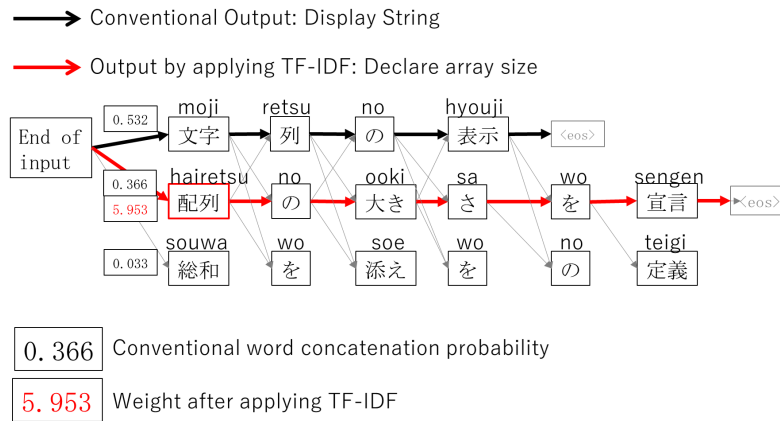 Conventional Output: Display String
Output by applying TF-IDF: Declare array size
moji retsu no hyouji
0.532
End of
input
文字 列 の 表示 <eos>
hairetsu no ooki sa wo sengen
0.366
5.953
配列 の 大き さ を 宣言 <eos>
souwa wo soe wo no teigi
0.033
総和 を 添え を の 定義
0.366 Conventional word concatenation probability
5.953 Weight after applying TF-IDF